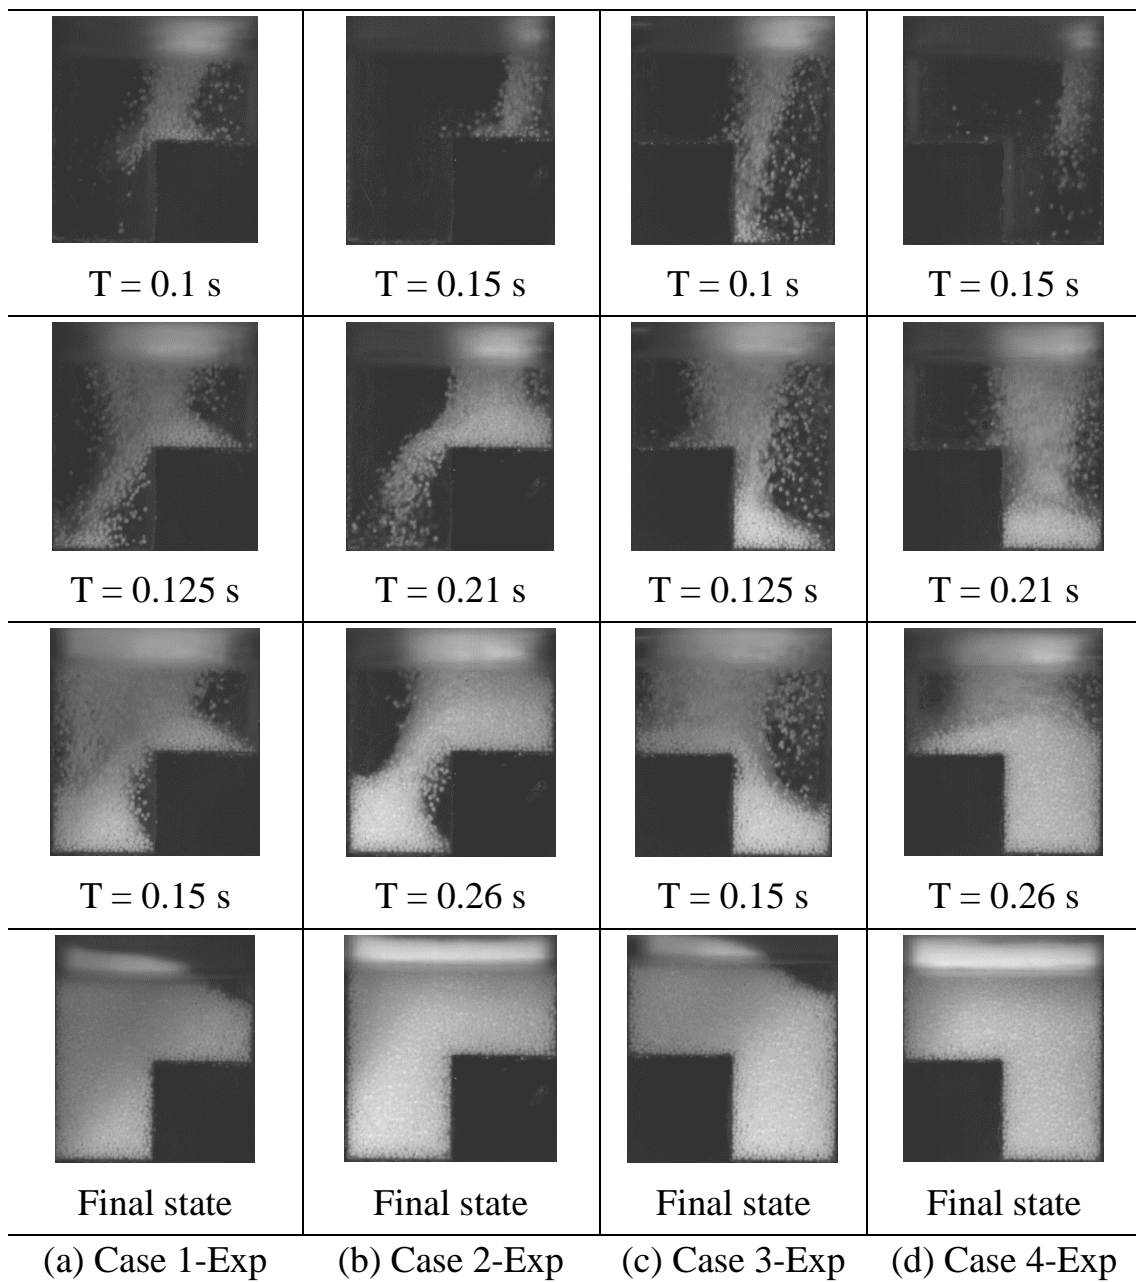 T = 0.1 s T = 0.15 s T = 0.1 s T = 0.15 s
T = 0.125 s T = 0.21 s T = 0.125 s T = 0.21 s
T = 0.15 s T = 0.26 s T = 0.15 s T = 0.26 s
Final state Final state Final state Final state
(a) Case 1-Exp (b) Case 2-Exp (c) Case 3-Exp (d) Case 4-Exp